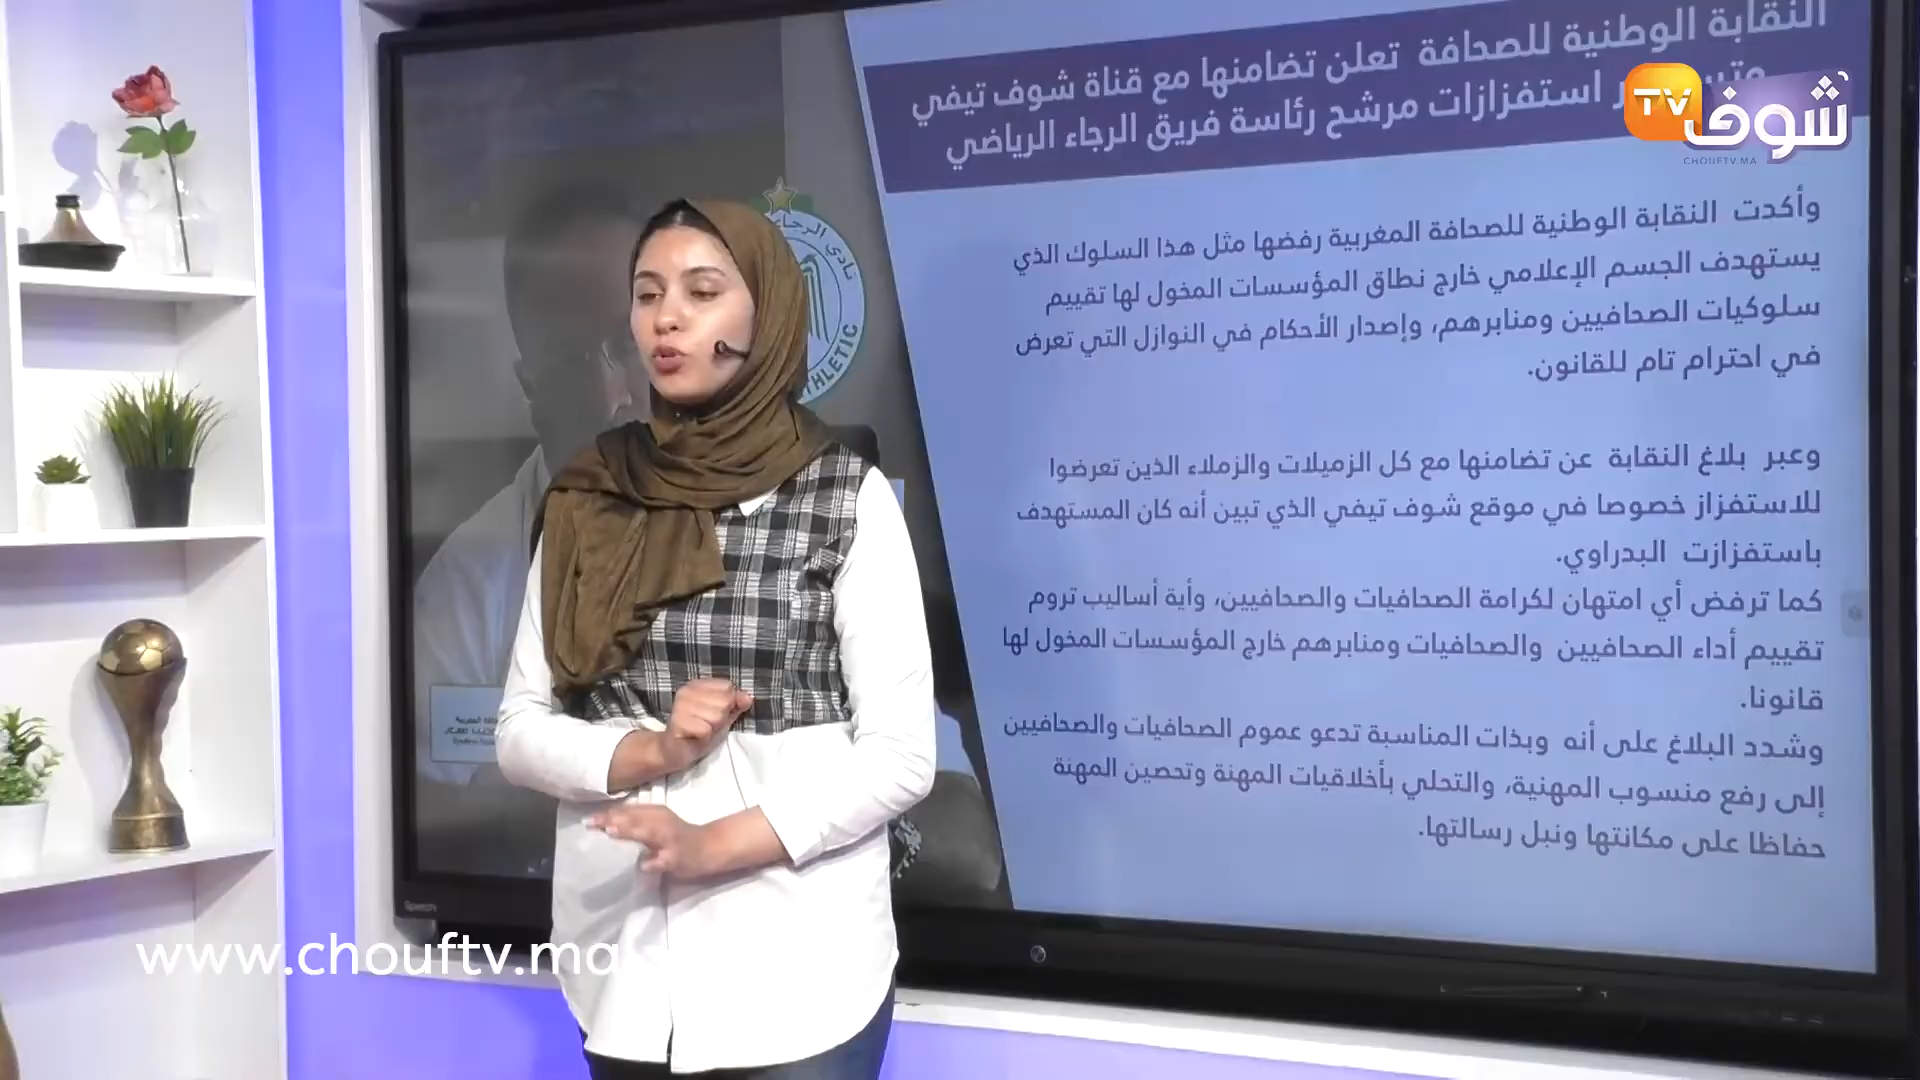 النقابة الوطنية للصحافة تعلن تضامنها مع قناة شوف تيفي
استفزازات مرشح رئاسة فريق الرجاء الرياضي
شوف TV
CHOUFTV.MA
وأكدت النقابة الوطنية للصحافة المغربية رفضها مثل هذا السلوك الذي
يستهدف الجسم الإعلامي خارج نطاق المؤسسات المخول لها تقييم
سلوكيات الصحافيين ومنابرهم، وإصدار الأحكام في النوازل التي تعرض
في احترام تام للقانون.
وعبر بلاغ النقابة عن تضامنها مع كل الزميلات والزملاء الذين تعرضوا
للاستفزاز خصوصا في موقع شوف تيفي الذي تبين أنه كان المستهدف
باستفزازت البدراوي.
كما ترفض أي امتهان لكرامة الصحافيات والصحافيين، وأية أساليب تروم
تقييم أداء الصحافيين والصحافيات ومنابرهم خارج المؤسسات المخول لها
قانونا.
وشدد البلاغ على أنه وبذات المناسبة تدعو عموم الصحافيات والصحافيين
إلى رفع منسوب المهنية، والتحلي بأخلاقيات المهنة وتحصين المهنة
حفاظا على مكانتها ونبل رسالتها.
نادي الرجا
THLETIC
www.chouftv.ma